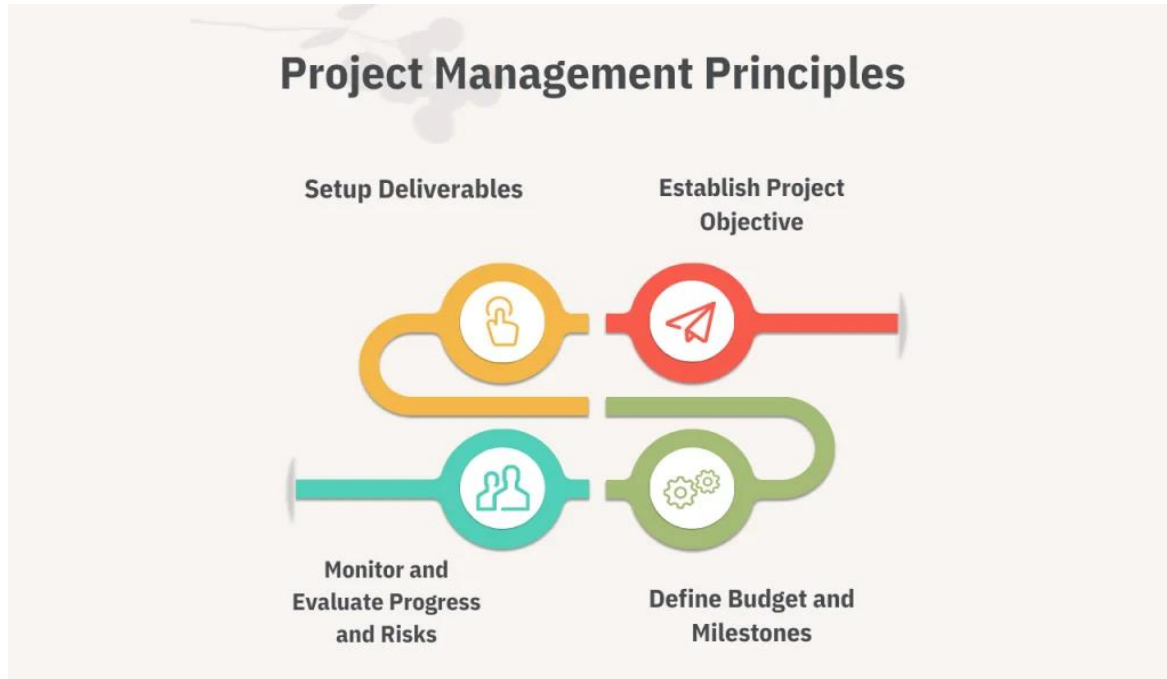 Project Management Principles
Setup Deliverables
Establish Project
Objective
Monitor and
Evaluate Progress
and Risks
Define Budget and
Milestones